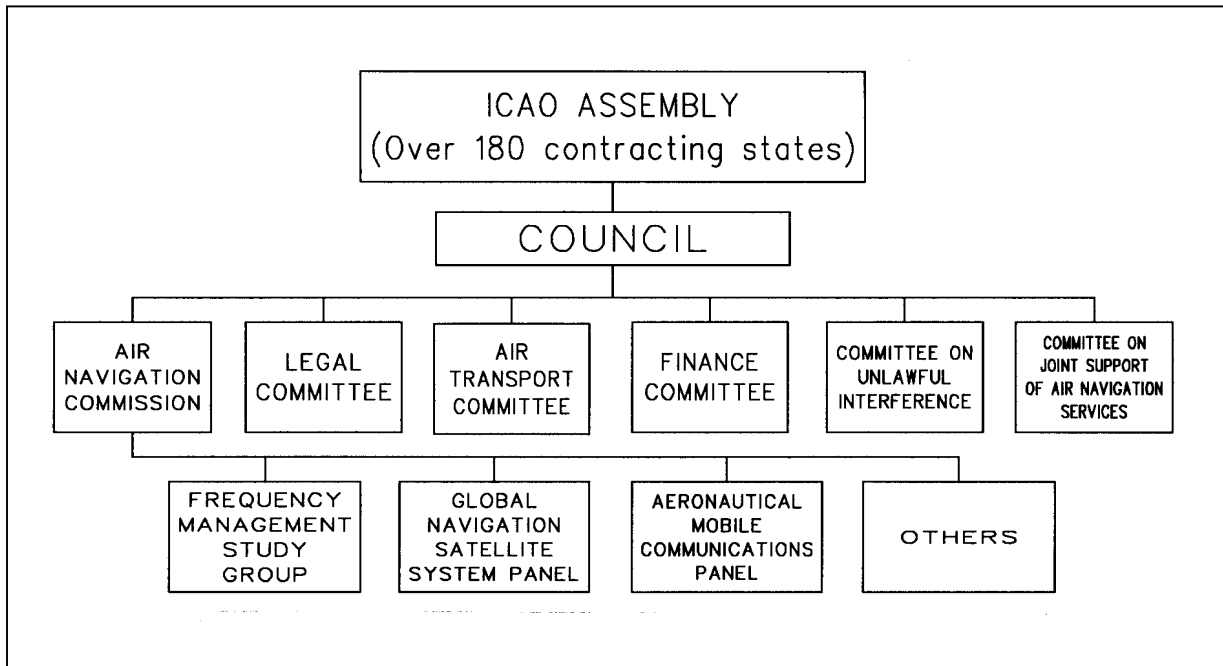 ICAO ASSEMBLY
(Over 180 contracting states)
COUNCIL
AIR
NAVIGATION
COMMISSION
LEGAL
COMMITTEE
AIR
TRANSPORT
COMMITTEE
FINANCE
COMMITTEE
COMMITTEE ON
UNLAWFUL
INTERFERENCE
COMMITTEE ON
JOINT SUPPORT
OF AIR NAVIGATION
SERVICES
FREQUENCY
MANAGEMENT
STUDY
GROUP
GLOBAL
NAVIGATION
SATELLITE
SYSTEM PANEL
AERONAUTICAL
MOBILE
COMMUNICATIONS
PANEL
OTHERS